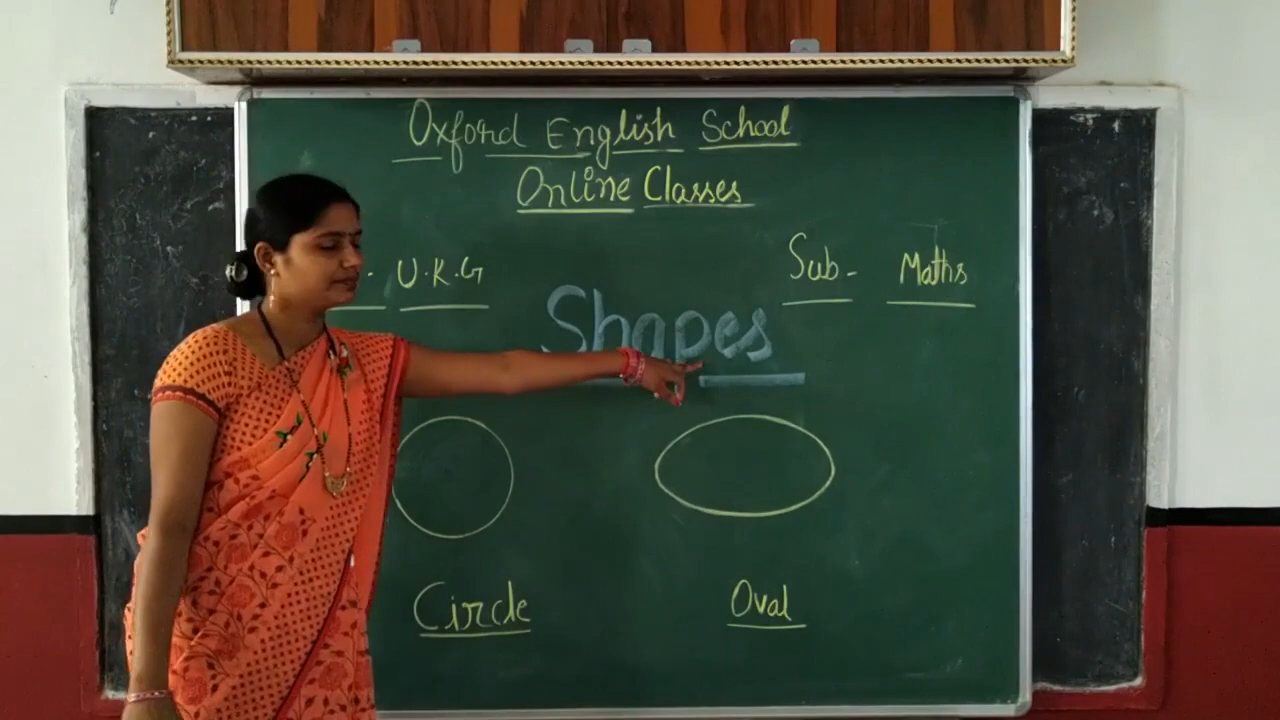 Oxford English School
Online Classes
U.K.G
Sub- Maths
Shapes
Circle
Oval